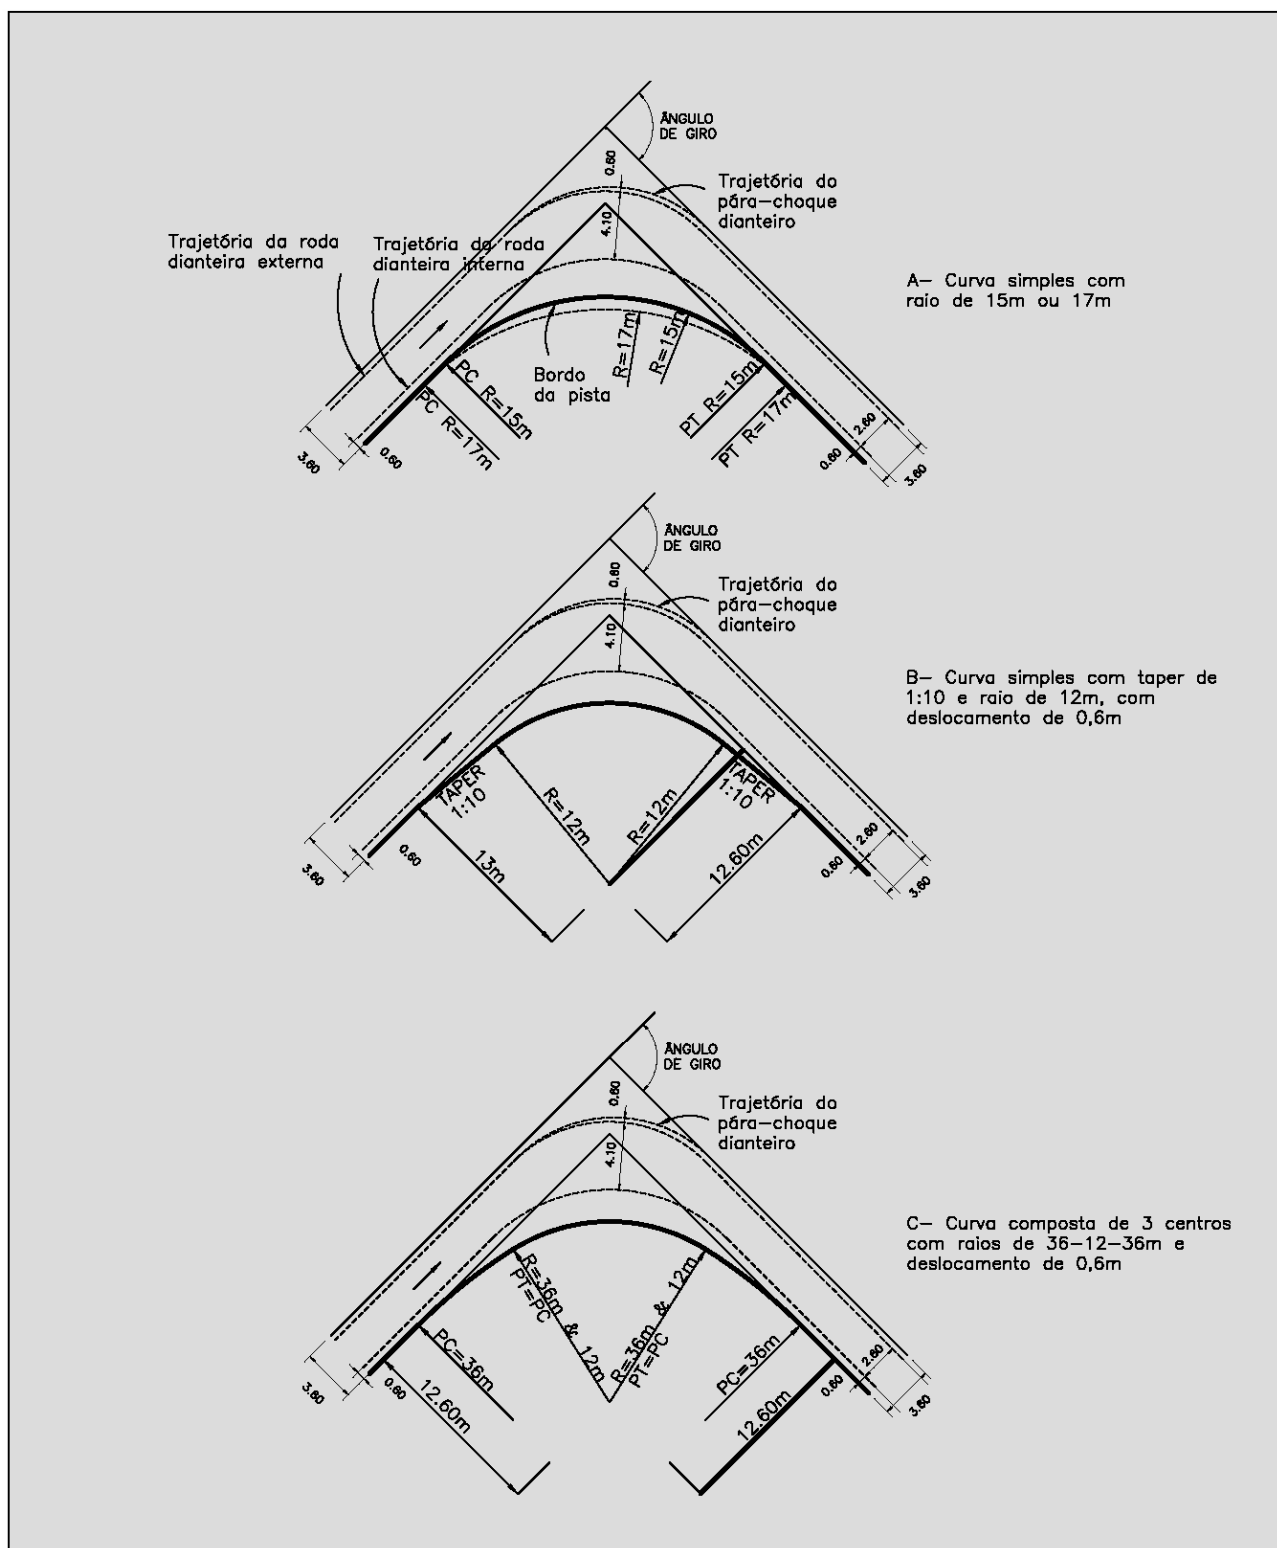 ÂNGULO
DE GIRO
0.60
Trajetória do
pára-choque
dianteiro
4.10
Trajetória da roda
dianteira externa
Trajetória da roda
dianteira interna
A- Curva simples com
raio de 15m ou 17m
R=17m
R=15m
Bordo
da pista
PC R=15m
PC R=17m
PT R=15m
PT R=17m
3.60
0.60
2.60
0.60
3.60
ÂNGULO
DE GIRO
0.60
Trajetória do
pára-choque
dianteiro
4.10
B- Curva simples com taper de
1:10 e raio de 12m, com
deslocamento de 0,6m
TAPER
1:10
TAPER
1:10
R=12m
R=12m
13m
12.60m
3.60
0.60
2.60
0.60
3.60
ÂNGULO
DE GIRO
0.60
Trajetória do
pára-choque
dianteiro
4.10
C- Curva composta de 3 centros
com raios de 36-12-36m e
deslocamento de 0,6m
R=36m & 12m
PT=PC
R=36m & 12m
PT=PC
PC=36m
PC=36m
12.60m
12.60m
3.60
0.60
2.60
0.60
3.60